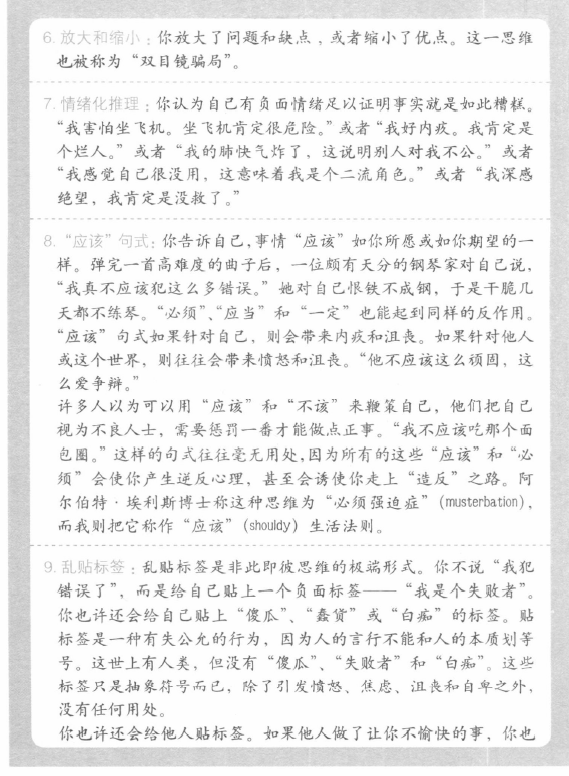 6. 放大和缩小：你放大了问题和缺点，或者缩小了优点。这一思维
也被称为“双目镜骗局”。
7. 情绪化推理：你认为自己有负面情绪足以证明事实就是如此糟糕。
“我害怕坐飞机。坐飞机肯定很危险。”或者“我好内疚。我肯定是
个烂人。”或者“我的肺快气炸了，这说明别人对我不公。”或者
“我感觉自己很没用，这意味着我是个二流角色。”或者“我深感
绝望，我肯定是没救了。”
8. “应该”句式：你告诉自己，事情“应该”如你所愿或如你期望的一
样。弹完一首高难度的曲子后，一位颇有天分的钢琴家对自己说，
“我真不应该犯这么多错误。”她对自己恨铁不成钢，于是干脆几
天都不练琴。“必须”、“应当”和“一定”也能起到同样的反作用。
“应该”句式如果针对自己，则会带来内疚和沮丧。如果针对他人
或这个世界，则往往会带来愤怒和沮丧。“他不应该这么顽固，这
么爱争辩。”
许多人以为可以用“应该”和“不该”来鞭策自己，他们把自己
视为不良人士，需要惩罚一番才能做点正事。“我不应该吃那个面
包圈。”这样的句式往往毫无用处，因为所有的这些“应该”和“必
须”会使你产生逆反心理，甚至会诱使你走上“造反”之路。阿
尔伯特·埃利斯博士称这种思维为“必须强迫症”（musterbation），
而我则把它称作“应该”（shouldy）生活法则。
9. 乱贴标签：乱贴标签是非此即彼思维的极端形式。你不说“我犯
错误了”，而是给自己贴上一个负面标签——“我是个失败者”。
你也许还会给自己贴上“傻瓜”、“蠢货”或“白痴”的标签。贴
标签是一种有失公允的行为，因为人的言行不能和人的本质划等
号。这世上有人类，但没有“傻瓜”、“失败者”和“白痴”。这些
标签只是抽象符号而已，除了引发愤怒、焦虑、沮丧和自卑之外，
没有任何用处。
你也许还会给他人贴标签。如果他人做了让你不愉快的事，你也